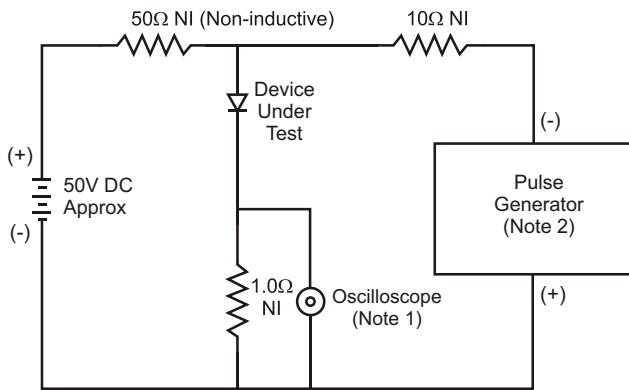 50Ω NI (Non-inductive)
10Ω NI
Device
Under
Test
(+)
50V DC
Approx
(-)
(-)
Pulse
Generator
(Note 2)
(+)
1.0Ω
NI
Oscilloscope
(Note 1)